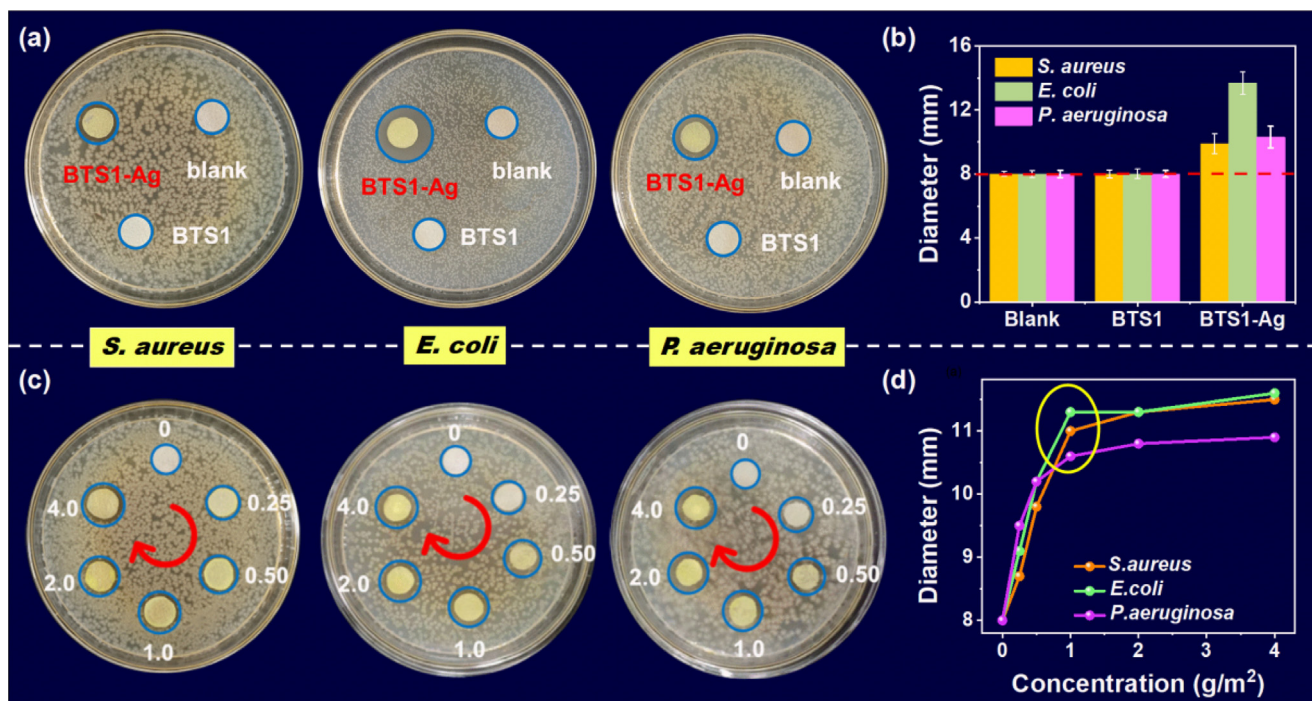 (a)
BTS1-Ag
blank
BTS1
BTS1-Ag
blank
BTS1
BTS1-Ag
blank
BTS1
(b)
16
12
8
4
0
Diameter (mm)
S. aureus
E. coli
P. aeruginosa
Blank
BTS1
BTS1-Ag
S. aureus
E. coli
P. aeruginosa
(c)
0
0.25
0.50
1.0
2.0
4.0
0
0.25
0.50
1.0
2.0
4.0
0
0.25
0.50
1.0
2.0
4.0
(d)
11
10
9
8
Diameter (mm)
S.aureus
E.coli
P.aeruginosa
0
1
2
3
4
Concentration (g/m²)